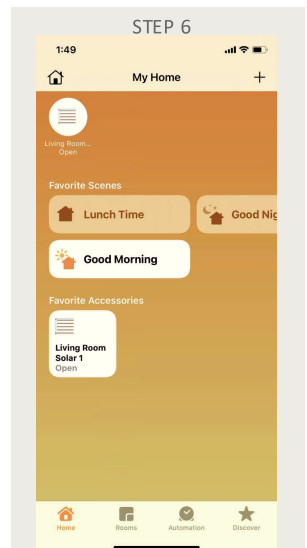 STEP 6
1:49
My Home
Living Room...
Open
Favorite Scenes
Lunch Time
Good Nig
Good Morning
Favorite Accessories
Living Room
Solar 1
Open
Home
Rooms
Automation
Discover